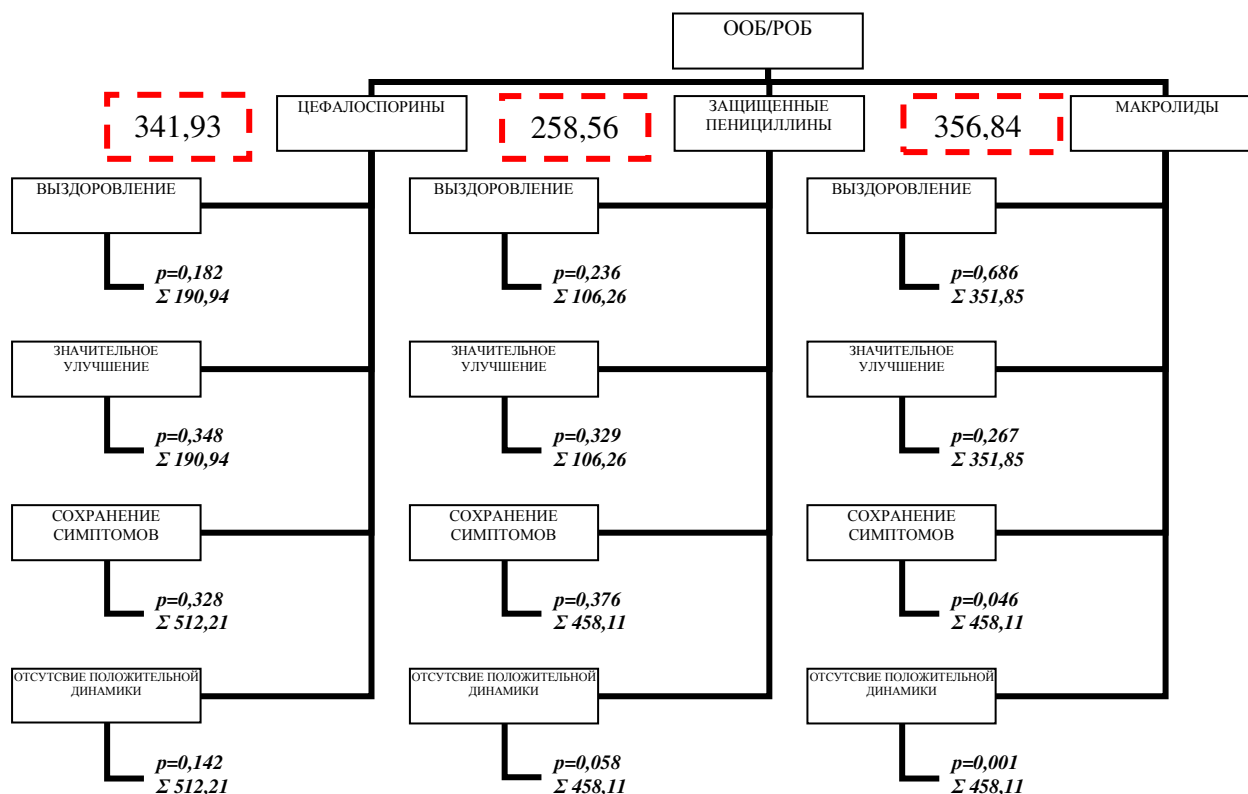 ООБ/РОБ
341,93
ЦЕФАЛОСПОРИНЫ
258,56
ЗАЩИЩЕННЫЕ
ПЕНИЦИЛЛИНЫ
356,84
МАКРОЛИДЫ
ВЫЗДОРОВЛЕНИЕ
p=0,182
Σ 190,94
ЗНАЧИТЕЛЬНОЕ
УЛУЧШЕНИЕ
p=0,348
Σ 190,94
СОХРАНЕНИЕ
СИМПТОМОВ
p=0,328
Σ 512,21
ОТСУТСВИЕ ПОЛОЖИТЕЛЬНОЙ
ДИНАМИКИ
p=0,142
Σ 512,21
ВЫЗДОРОВЛЕНИЕ
p=0,236
Σ 106,26
ЗНАЧИТЕЛЬНОЕ
УЛУЧШЕНИЕ
p=0,329
Σ 106,26
СОХРАНЕНИЕ
СИМПТОМОВ
p=0,376
Σ 458,11
ОТСУТСВИЕ ПОЛОЖИТЕЛЬНОЙ
ДИНАМИКИ
p=0,058
Σ 458,11
ВЫЗДОРОВЛЕНИЕ
p=0,686
Σ 351,85
ЗНАЧИТЕЛЬНОЕ
УЛУЧШЕНИЕ
p=0,267
Σ 351,85
СОХРАНЕНИЕ
СИМПТОМОВ
p=0,046
Σ 458,11
ОТСУТСВИЕ ПОЛОЖИТЕЛЬНОЙ
ДИНАМИКИ
p=0,001
Σ 458,11